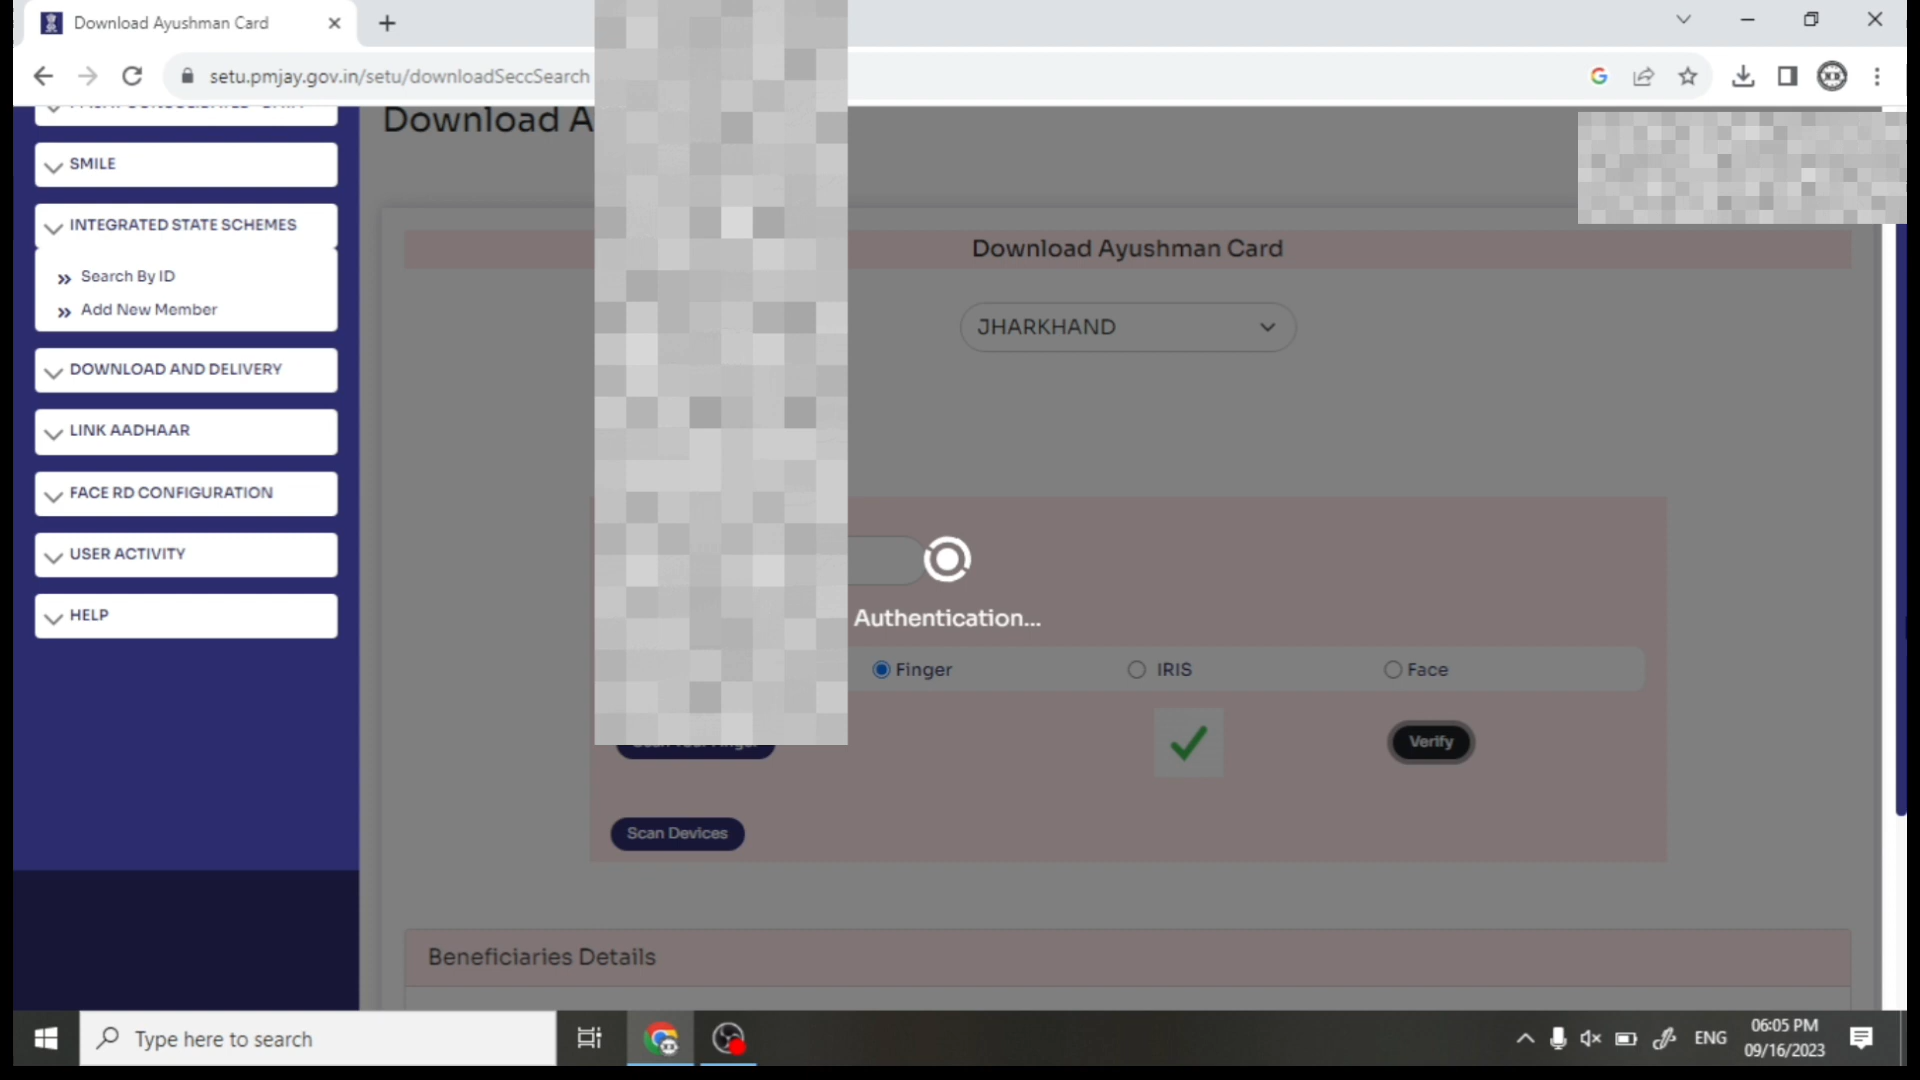 Download Ayushman Card
setu.pmjay.gov.in/setu/downloadSeccSearch
Download A
SMILE
INTEGRATED STATE SCHEMES
Search By ID
Add New Member
DOWNLOAD AND DELIVERY
LINK AADHAAR
FACE RD CONFIGURATION
USER ACTIVITY
HELP
Download Ayushman Card
JHARKHAND
Authentication...
Finger
IRIS
Face
Verify
Scan Devices
Beneficiaries Details
Type here to search
ENG
06:05 PM
09/16/2023